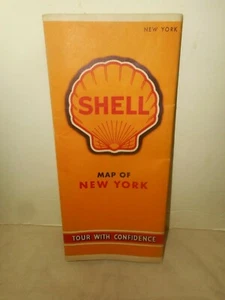 NEW YORK
SHELL
MAP OF
NEW YORK
TOUR WITH CONFIDENCE